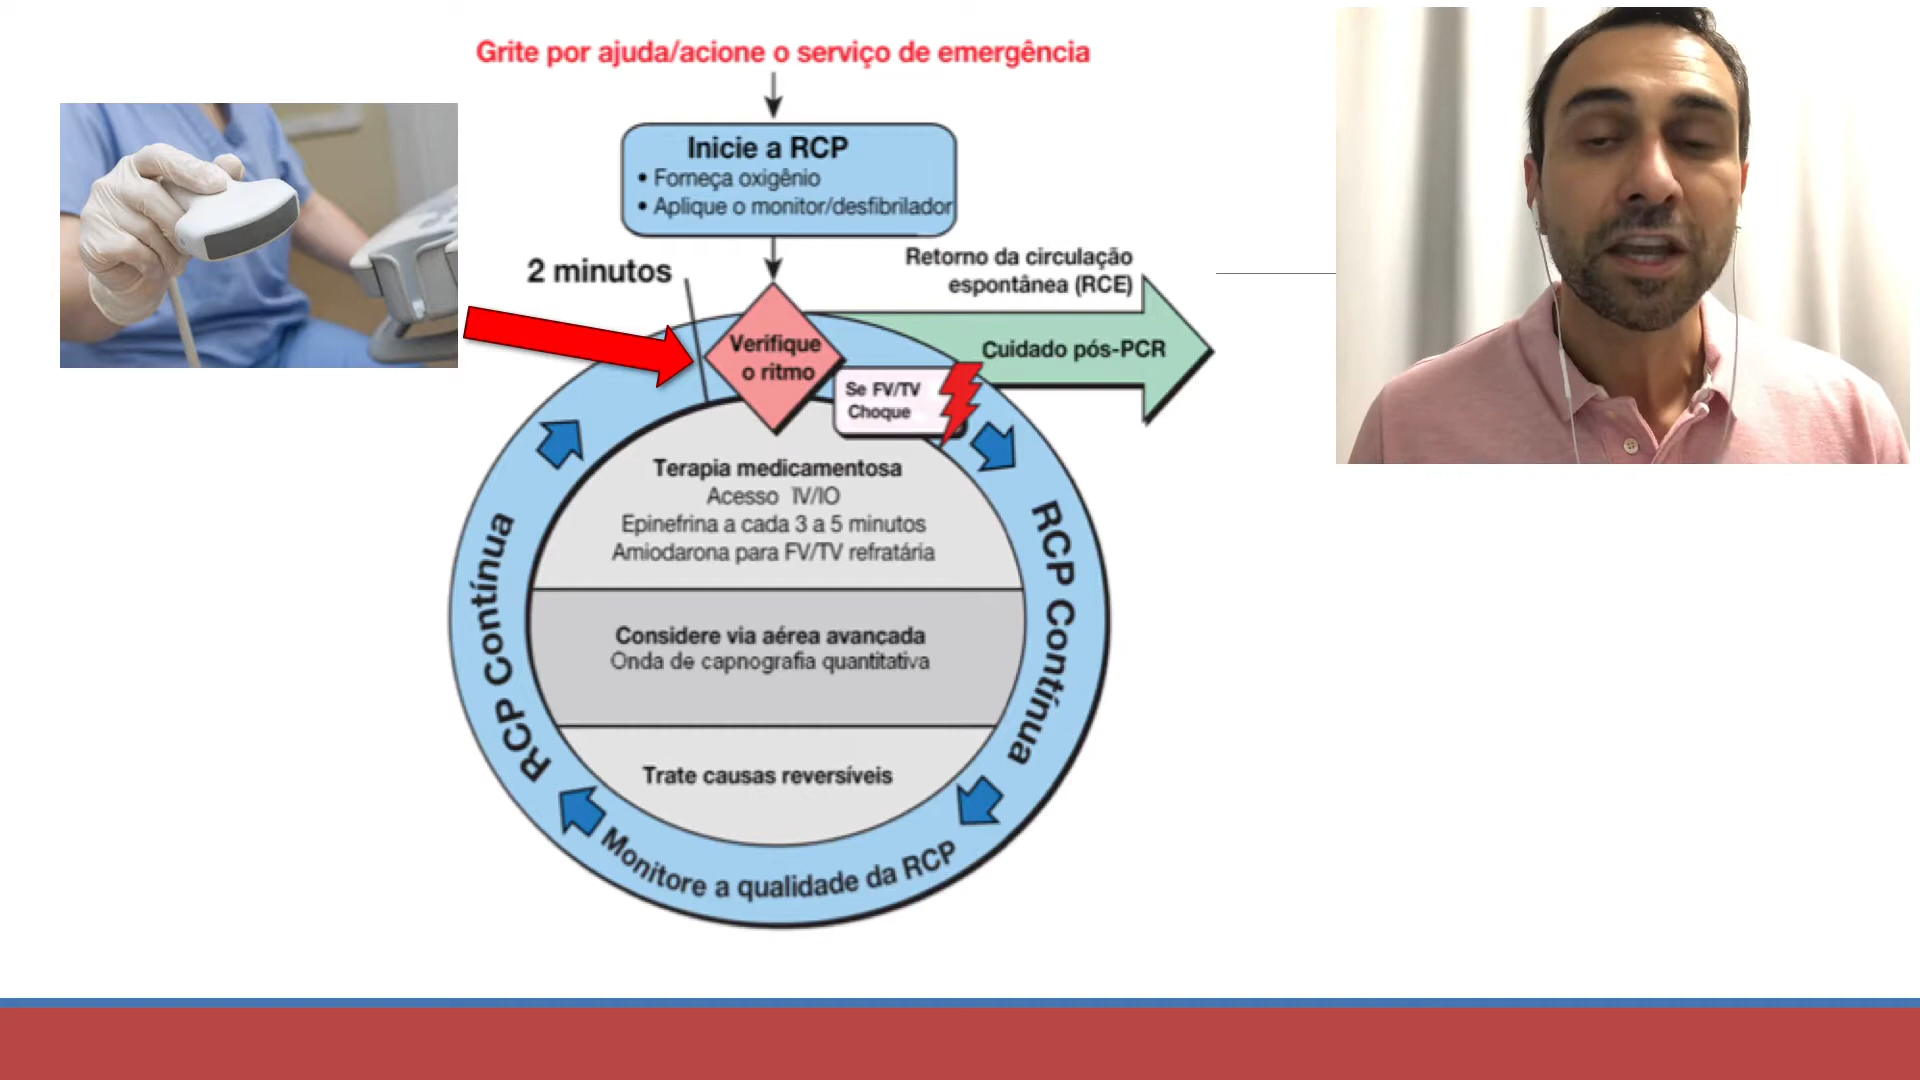 Grite por ajuda/acione o serviço de emergência
Inicie a RCP
• Forneça oxigênio
• Aplique o monitor/desfibrilador
2 minutos
Retorno da circulação
espontânea (RCE)
Verifique
o ritmo
Cuidado pós-PCR
Se FV/TV
Choque
Terapia medicamentosa
Acesso IV/IO
Epinefrina a cada 3 a 5 minutos
Amiodarona para FV/TV refratária
RCP Contínua
RCP Contínua
Considere via aérea avançada
Onda de capnografia quantitativa
Trate causas reversíveis
Monitore a qualidade da RCP